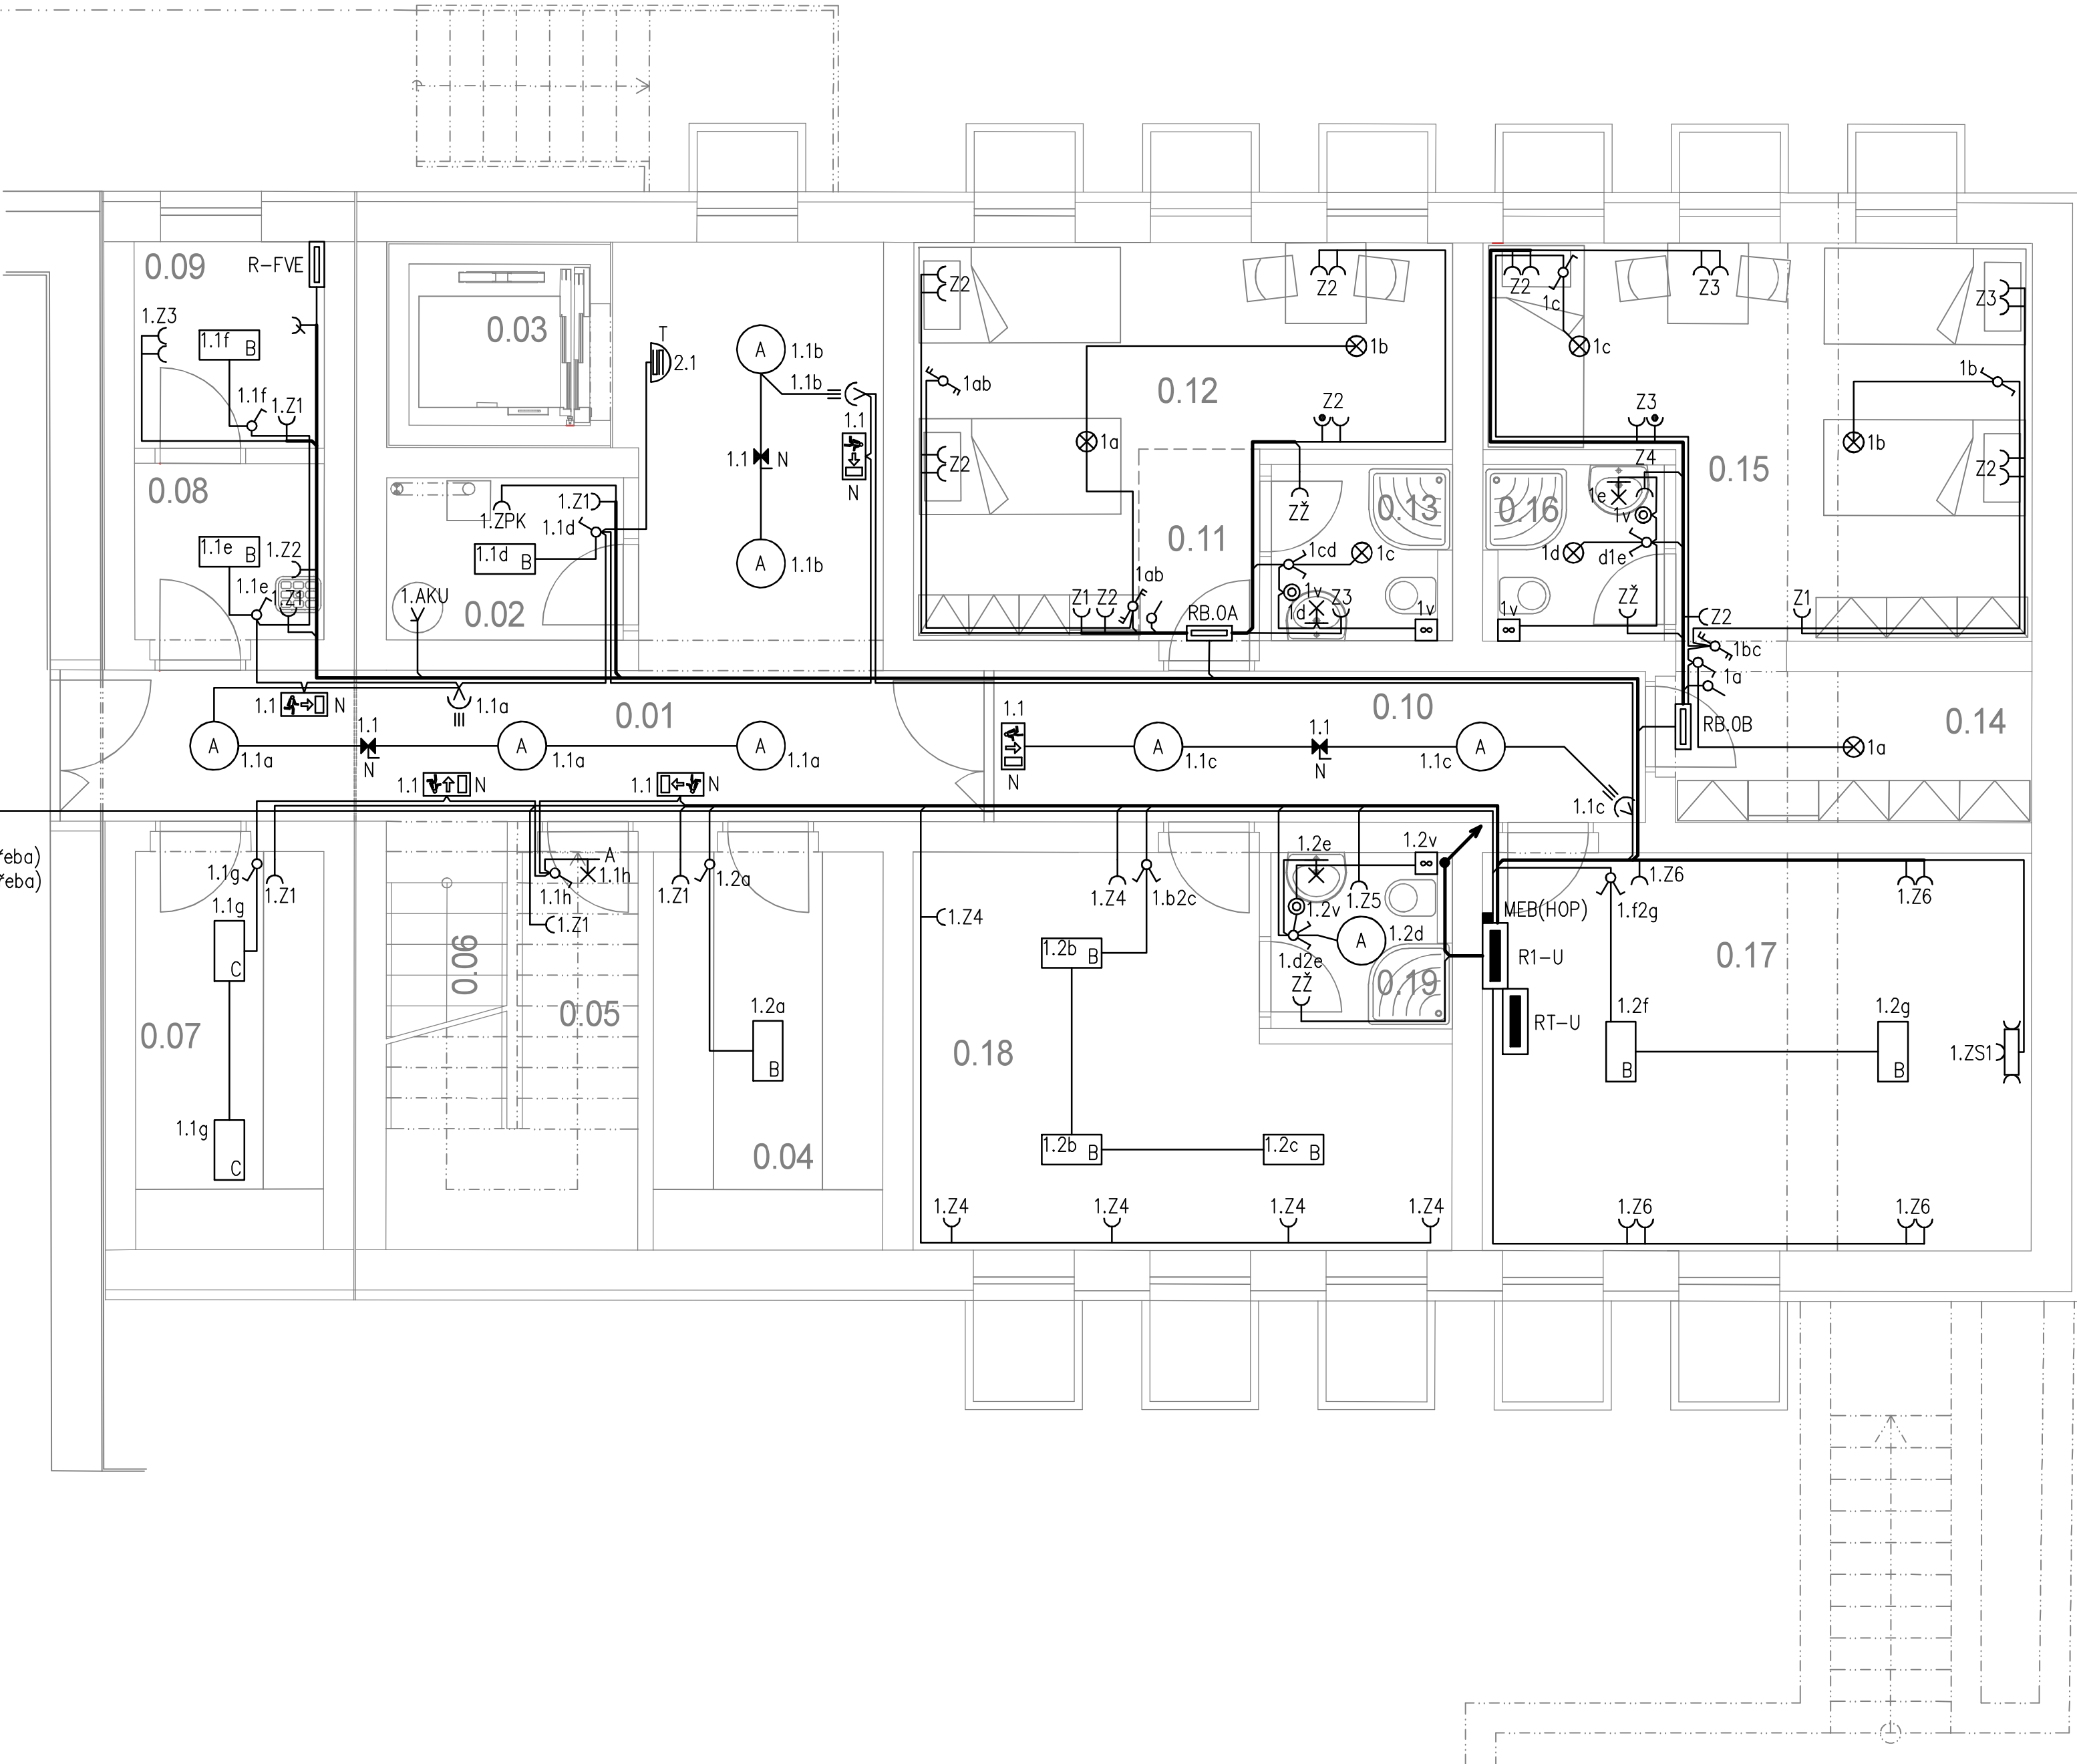 0.09
R-FVE
1.Z3
1.1f
B
1.1f
1.Z1
0.03
T
2.1
A
1.1b
1.1b
1.1
N
1.1
N
Z2
Z2
1b
1ab
0.12
Z2
1a
Z2
Z2
1c
1c
Z3
Z3
1b
Z3
Z4
0.15
1b
Z2
0.08
1.1e
B
1.Z2
1.1e
1.Z1
1.ZPK
1.Z1
1.1d
1.1d
B
1.AKU
0.02
A
1.1b
ZŽ
0.13
0.11
1cd
1c
1ab
Z1
Z2
RB.0A
1v
1d
Z3
1v
0.16
1e
1v
1d
d1e
1v
ZŽ
Z2
Z1
1bc
1a
RB.0B
0.14
1a
1.1
N
1.1a
0.01
A
1.1a
1.1
N
A
1.1a
A
1.1a
1.1
N
A
1.1c
1.1
N
A
1.1c
0.10
1.1c
1.1
N
1.1
N
řeba)
řeba)
1.1g
1.Z1
1.1g
C
0.07
1.1g
C
A
1.1h
1.1h
1.Z1
0.06
0.05
1.Z1
1.2a
1.2a
B
0.04
1.Z4
1.Z4
1.b2c
1.2b
B
1.2e
1.2v
1.Z5
1.2v
A
1.2d
1.d2e
ZŽ
0.19
0.18
1.2b
B
1.2c
B
1.Z4
1.Z4
1.Z4
1.Z4
MEB(HOP)
R1-U
RT-U
1.Z6
1.f2g
1.Z6
0.17
1.2f
B
1.2g
B
1.ZS1
1.Z6
1.Z6